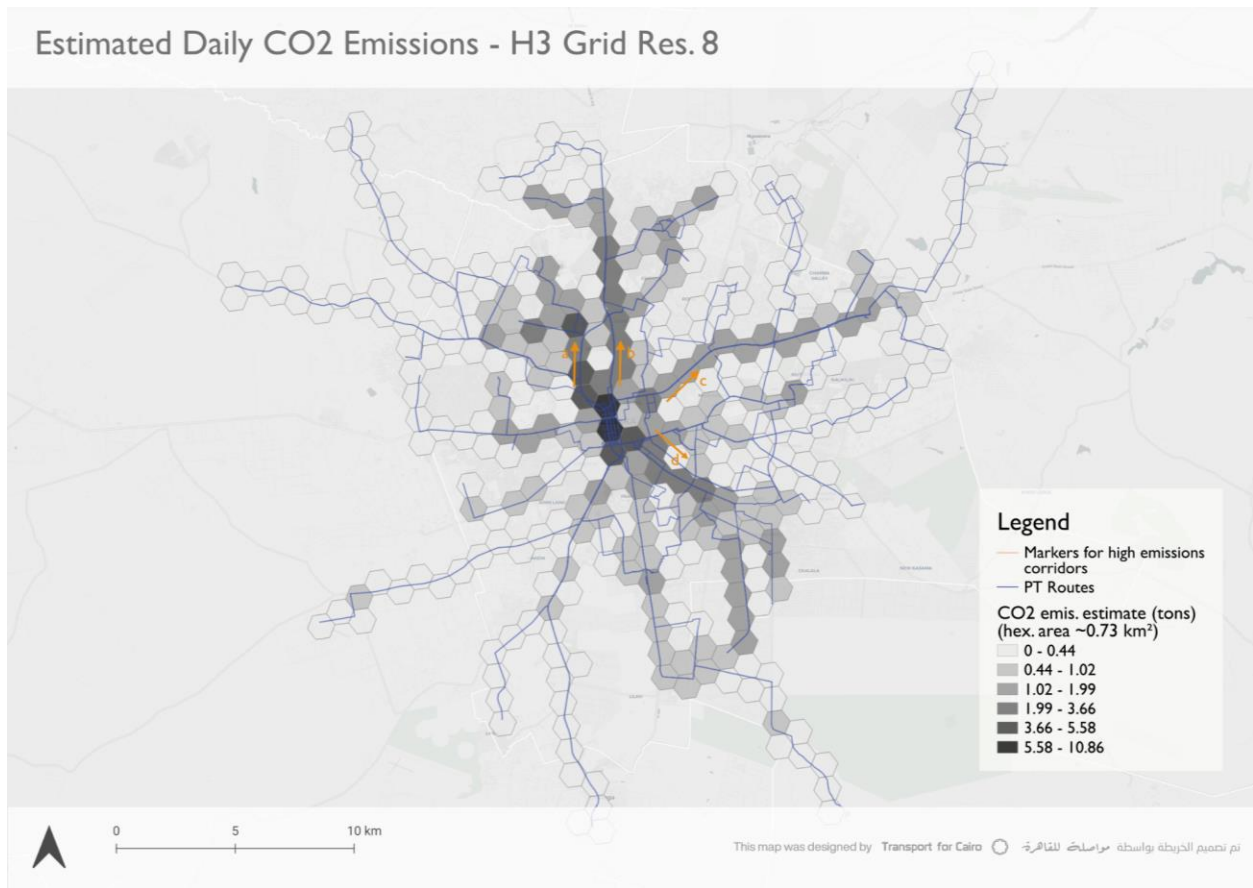 Estimated Daily CO2 Emissions - H3 Grid Res. 8
a
b
c
d
Legend
Markers for high emissions
corridors
PT Routes
CO2 emis. estimate (tons)
(hex. area ~0.73 km²)
0 - 0.44
0.44 - 1.02
1.02 - 1.99
1.99 - 3.66
3.66 - 5.58
5.58 - 10.86
0 5 10 km
This map was designed by Transport for Cairo مواصلة للقاهرة تم تصميم الخريطة بواسطة